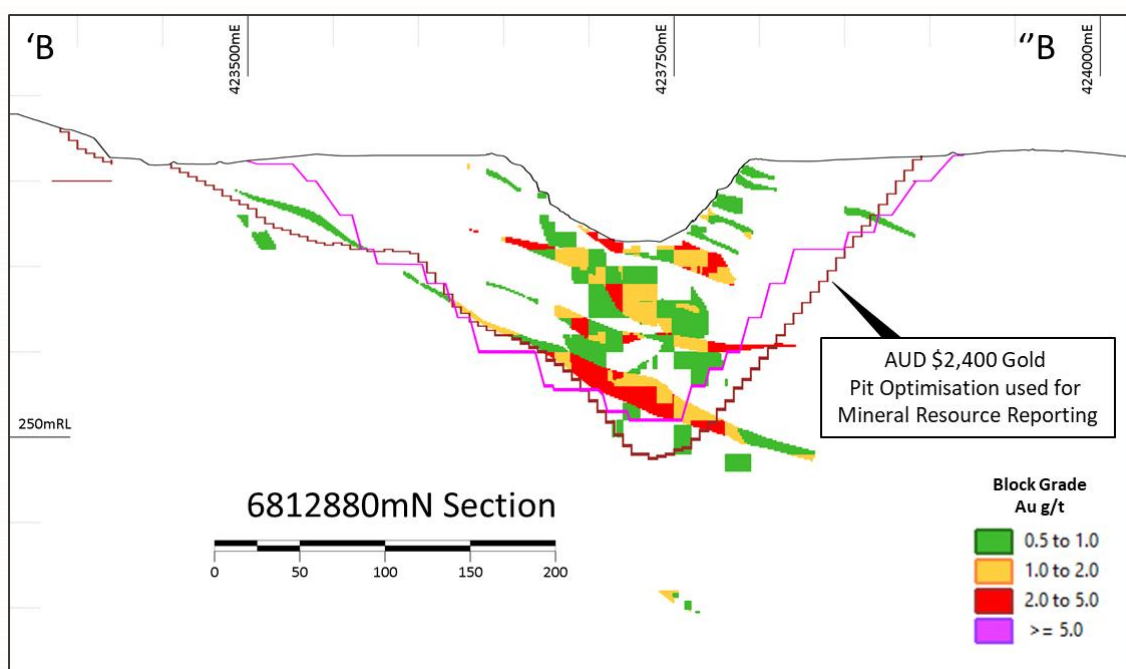 ‘B
423500mE
423750mE
”B
424000mE
AUD $2,400 Gold
Pit Optimisation used for
Mineral Resource Reporting
250mRL
6812880mN Section
0 50 100 150 200
Block Grade
Au g/t
0.5 to 1.0
1.0 to 2.0
2.0 to 5.0
>= 5.0